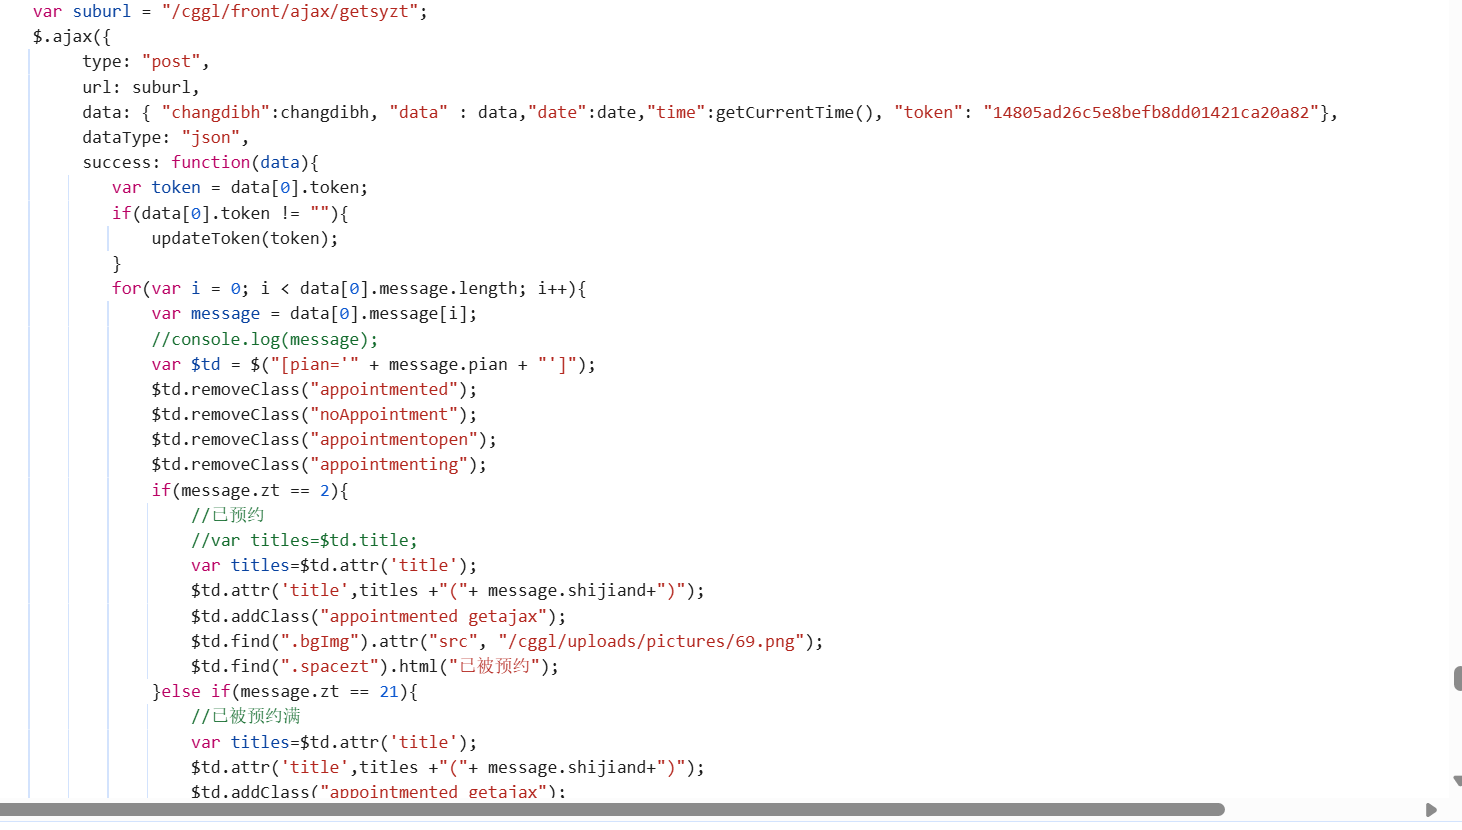 var suburl = "/cggl/front/ajax/getsyzt";
$.ajax({
type: "post",
url: suburl,
data: { "changdibh":changdibh, "data" : data,"date":date,"time":getCurrentTime(), "token": "14805ad26c5e8befb8dd01421ca20a82"},
dataType: "json",
success: function(data){
var token = data[0].token;
if(data[0].token != ""){
updateToken(token);
}
for(var i = 0; i < data[0].message.length; i++){
var message = data[0].message[i];
//console.log(message);
var $td = $("[pian='" + message.pian + "']");
$td.removeClass("appointmented");
$td.removeClass("noAppointment");
$td.removeClass("appointmentopen");
$td.removeClass("appointmenting");
if(message.zt == 2){
//已预约
//var titles=$td.title;
var titles=$td.attr('title');
$td.attr('title',titles +"("+ message.shijiand+")");
$td.addClass("appointmented getajax");
$td.find(".bgImg").attr("src", "/cggl/uploads/pictures/69.png");
$td.find(".spacezt").html("已被预约");
}else if(message.zt == 21){
//已被预约满
var titles=$td.attr('title');
$td.attr('title',titles +"("+ message.shijiand+")");
$td.addClass("appointmented getajax");